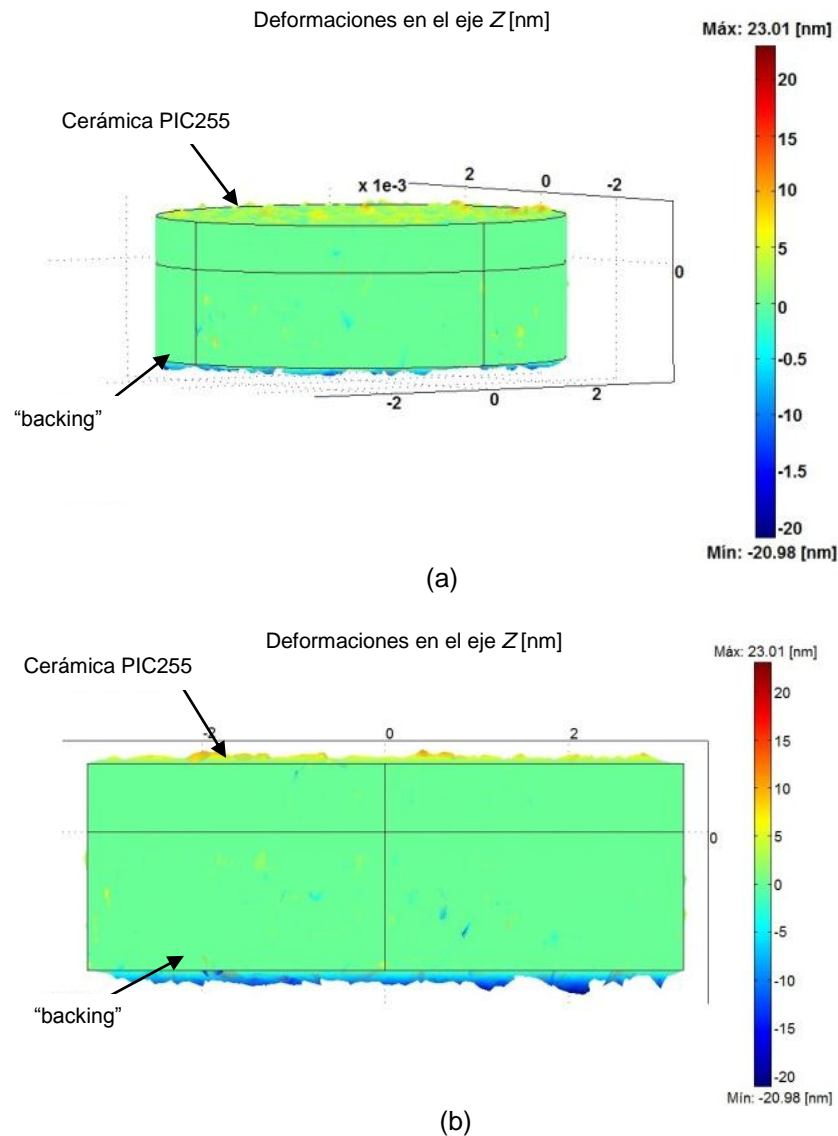 Deformaciones en el eje Z [nm]
Máx: 23.01 [nm]
Cerámica PIC255
x 1e-3
2
0
-2
0
-2
0
2
"backing"
20
15
10
5
0
-0.5
-10
-1.5
-20
Mín: -20.98 [nm]
(a)
Deformaciones en el eje Z [nm]
Máx: 23.01 [nm]
Cerámica PIC255
-2
0
2
0
"backing"
20
15
10
5
0
-5
-10
-15
-20
Mín: -20.98 [nm]
(b)